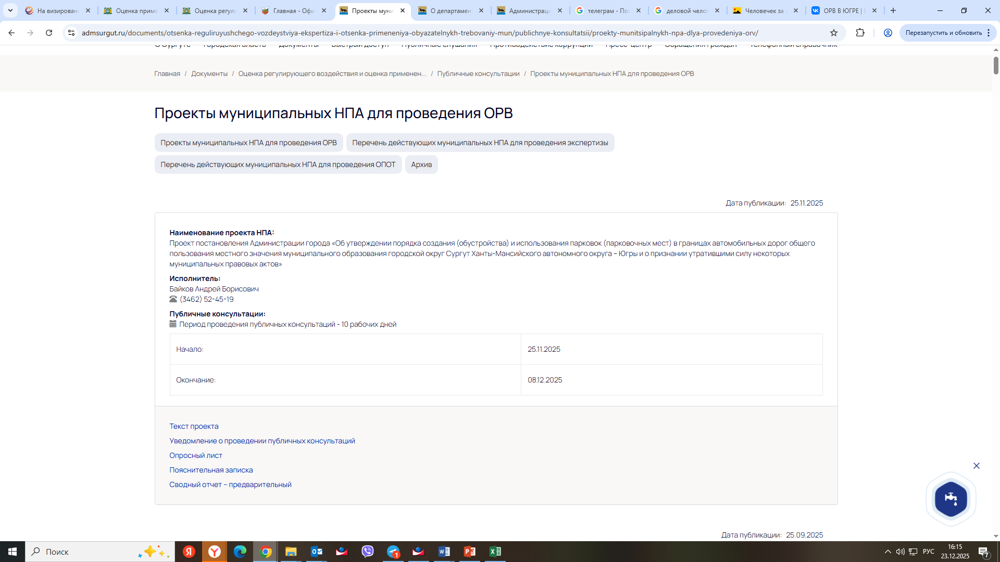 На визирован
Оценка приме
Оценка регули
Главная - Офи
Проекты муни
О департамен
Администраци
телеграм - По
деловой чело
Человечек за
ОРВ В ЮГРЕ |
admsurgut.ru/documents/otsenka-reguliruyushchego-vozdeystviya-ekspertiza-i-otsenka-primeneniya-obyazatelnykh-trebovaniy-mun/publichnye-konsultatsii/proekty-munitsipalnykh-npa-dlya-provedeniya-orv/
Перезапустить и обновить
О Сургуте Городская власть Документы Быстрый доступ Публичные слушания Противодействие коррупции Пресс-центр Обращения граждан Телефонный справочник
Главная / Документы / Оценка регулирующего воздействия и оценка применен... / Публичные консультации / Проекты муниципальных НПА для проведения ОРВ
Проекты муниципальных НПА для проведения ОРВ
Проекты муниципальных НПА для проведения ОРВ Перечень действующих муниципальных НПА для проведения экспертизы
Перечень действующих муниципальных НПА для проведения ОПОТ Архив
Дата публикации: 25.11.2025
Наименование проекта НПА:
Проект постановления Администрации города «Об утверждении порядка создания (обустройства) и использования парковок (парковочных мест) в границах автомобильных дорог общего
пользования местного значения муниципального образования городской округ Сургут Ханты-Мансийского автономного округа – Югры и о признании утратившими силу некоторых
муниципальных правовых актов»
Исполнитель:
Байков Андрей Борисович
(3462) 52-45-19
Публичные консультации:
Период проведения публичных консультаций - 10 рабочих дней
Начало: 25.11.2025
Окончание: 08.12.2025
Текст проекта
Уведомление о проведении публичных консультаций
Опросный лист
Пояснительная записка
Сводный отчет – предварительный
Дата публикации: 25.09.2025
Поиск
РУС
16:15
23.12.2025
7
1